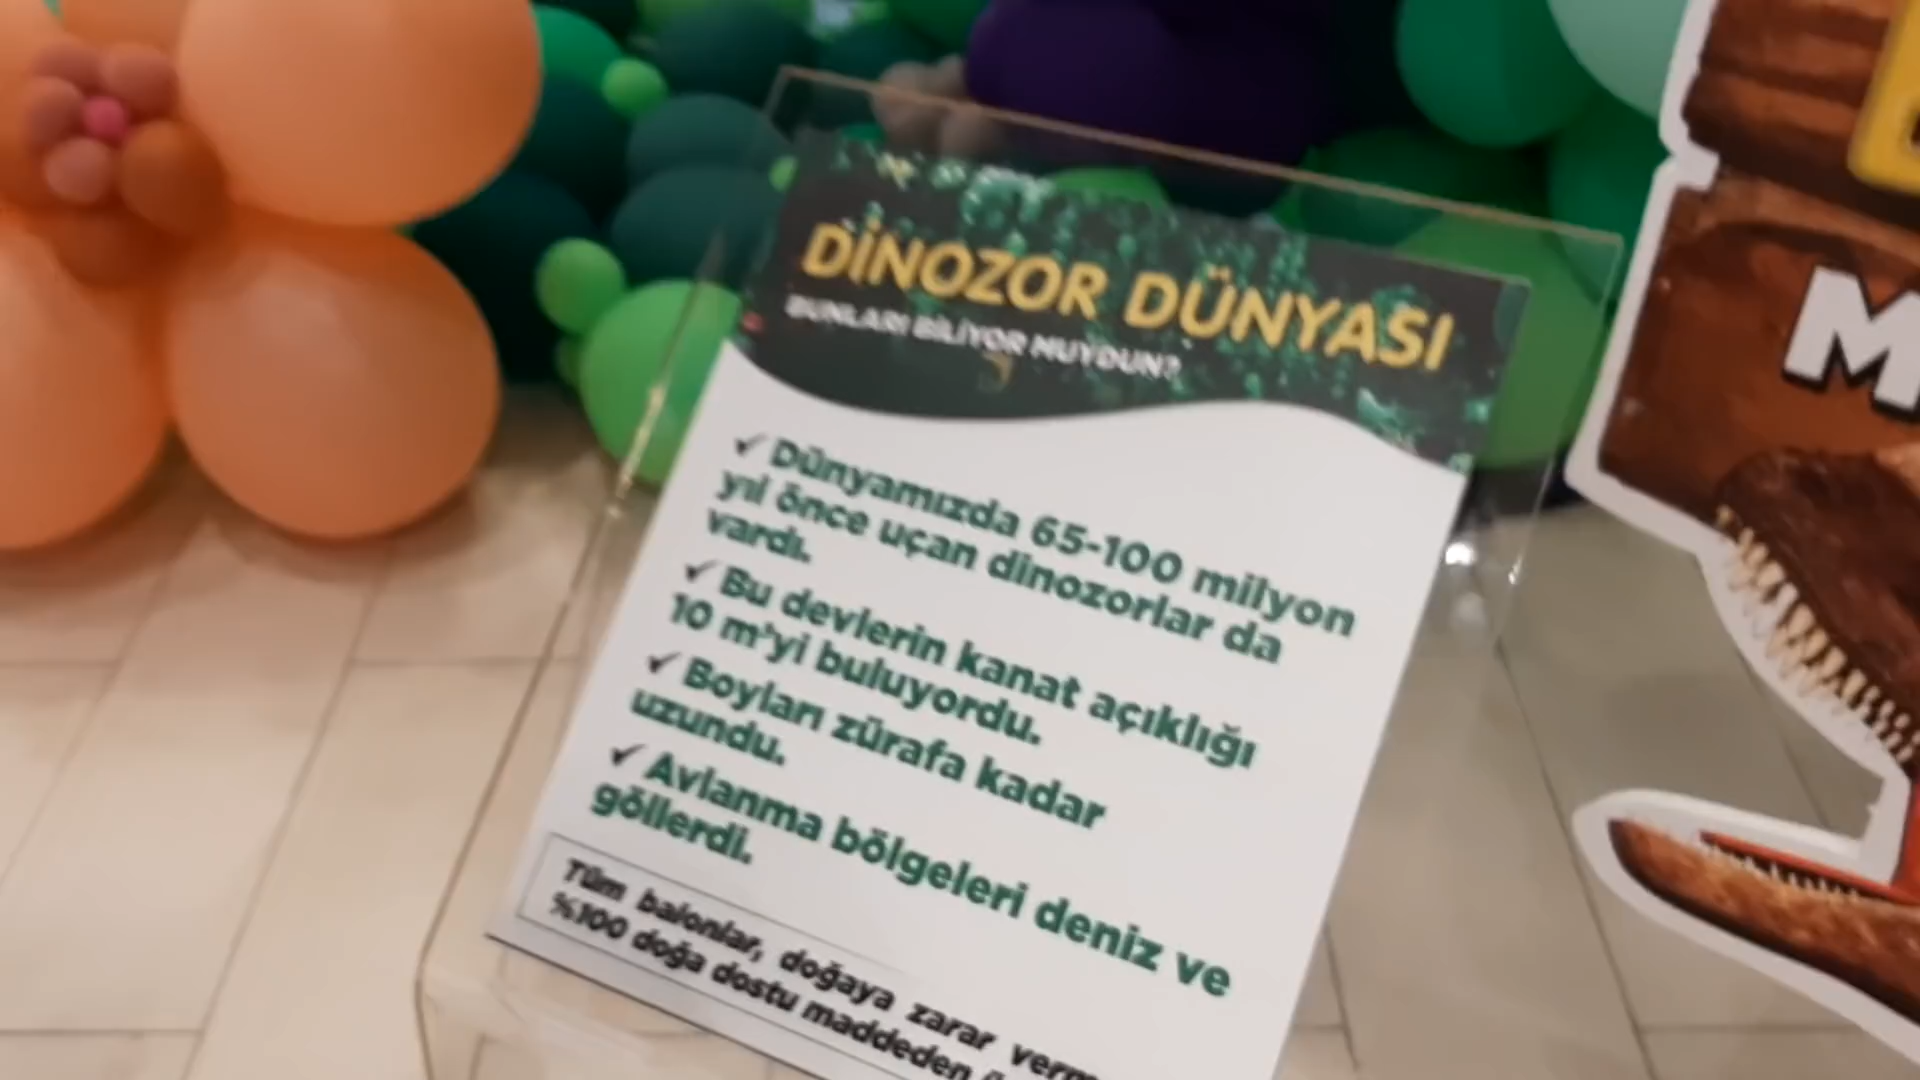 DİNOZOR DÜNYASI
BUNLARI BİLİYOR MUYDUN?
✓ Dünyamızda 65-100 milyon
yıl önce uçan dinozorlar da
vardı.
✓ Bu devlerin kanat açıklığı
10 m'yi buluyordu.
✓ Boyları zürafa kadar
uzundu.
✓ Avlanma bölgeleri deniz ve
göllerdi.
Tüm balonlar, doğaya zarar verm
%100 doğa dostu maddeden
M